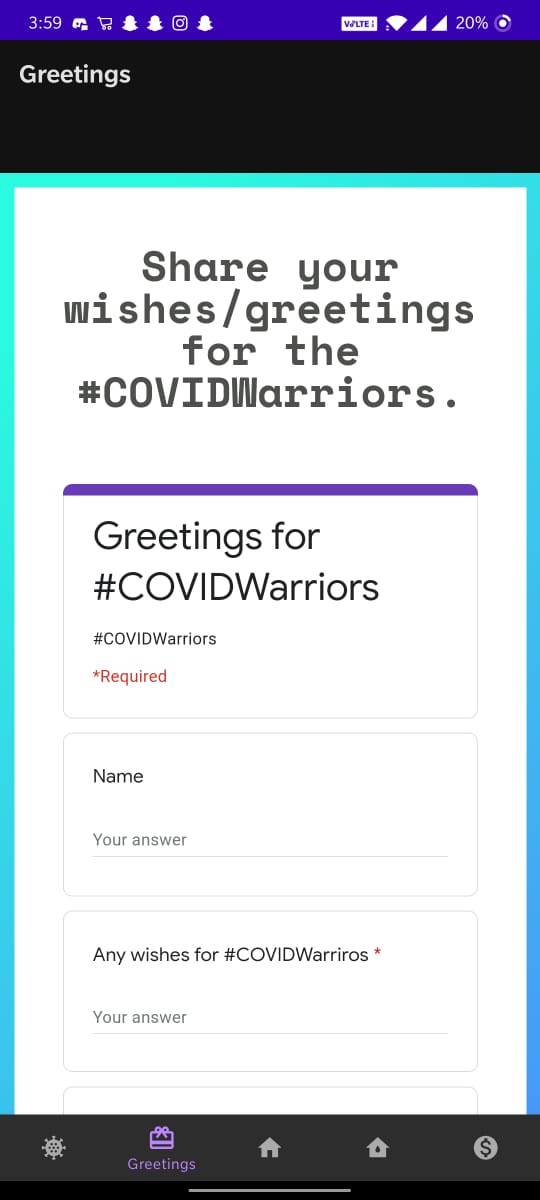 3:59
VoLTE
20%
Greetings
Share your
wishes/greetings
for the
#COVIDWarriors.
Greetings for
#COVIDWarriors
#COVIDWarriors
*Required
Name
Your answer
Any wishes for #COVIDWarriros *
Your answer
Greetings